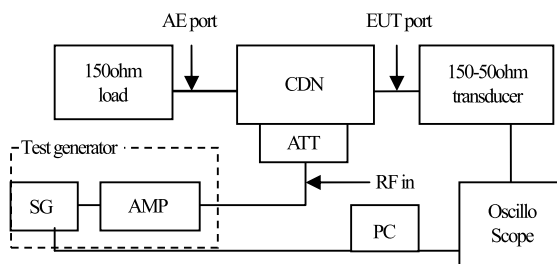 AE port
EUT port
150ohm
load
CDN
150-50ohm
transducer
ATT
Test generator
RF in
SG
AMP
PC
Oscillo
Scope